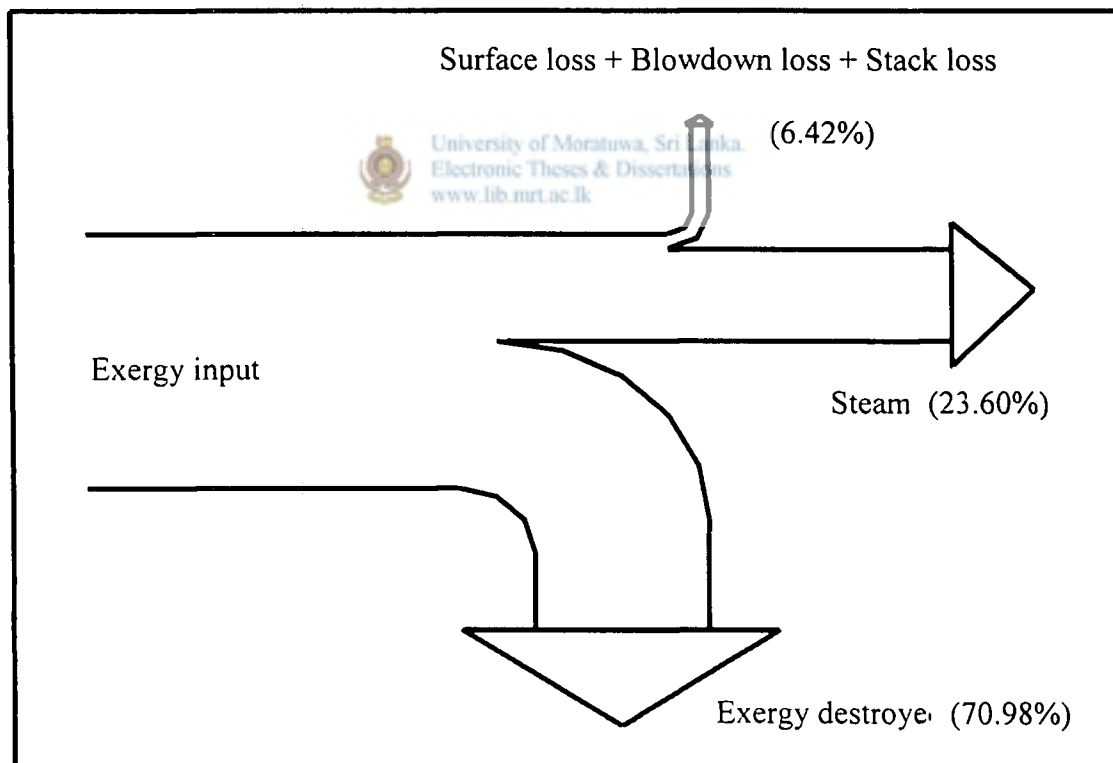 Surface loss + Blowdown loss + Stack loss
(6.42%)
University of Moratuwa, Sri Lanka.
Electronic Theses & Dissertations
www.lib.mrt.ac.lk
Exergy input
Steam (23.60%)
Exergy destroye (70.98%)